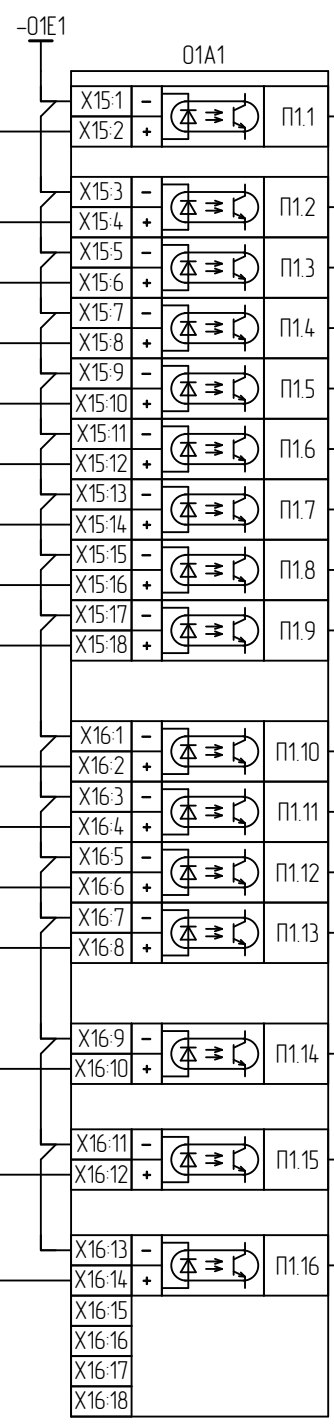 -01E1
01A1
X15:1 - П1.1
X15:2 +
X15:3 - П1.2
X15:4 +
X15:5 - П1.3
X15:6 +
X15:7 - П1.4
X15:8 +
X15:9 - П1.5
X15:10 +
X15:11 - П1.6
X15:12 +
X15:13 - П1.7
X15:14 +
X15:15 - П1.8
X15:16 +
X15:17 - П1.9
X15:18 +
X16:1 - П1.10
X16:2 +
X16:3 - П1.11
X16:4 +
X16:5 - П1.12
X16:6 +
X16:7 - П1.13
X16:8 +
X16:9 - П1.14
X16:10 +
X16:11 - П1.15
X16:12 +
X16:13 - П1.16
X16:14 +
X16:15
X16:16
X16:17
X16:18